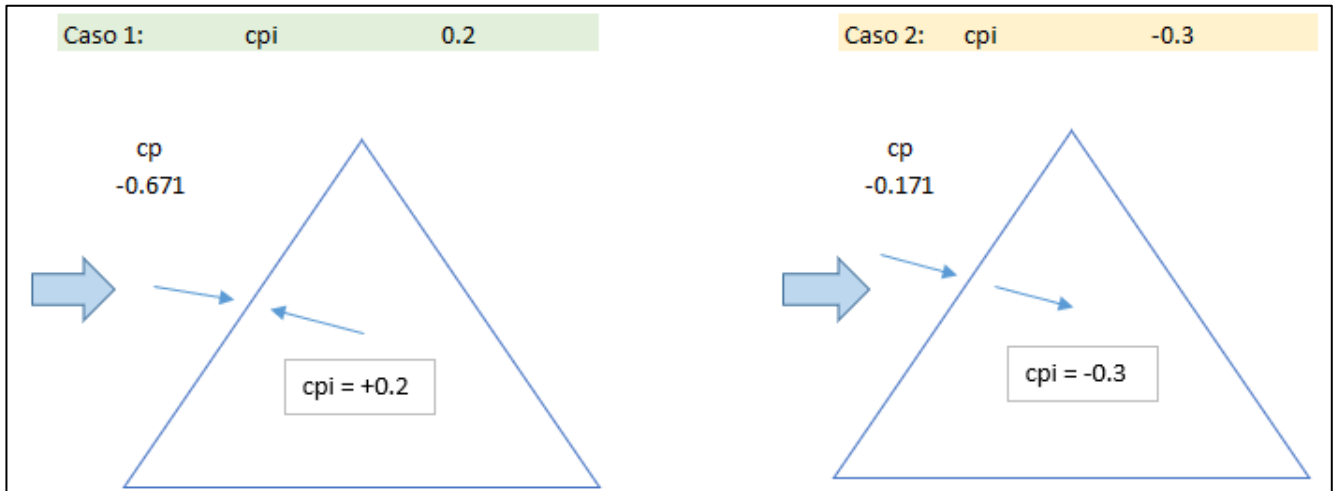 Caso 1: cpi 0.2
cp
-0.671
cpi = +0.2
Caso 2: cpi -0.3
cp
-0.171
cpi = -0.3